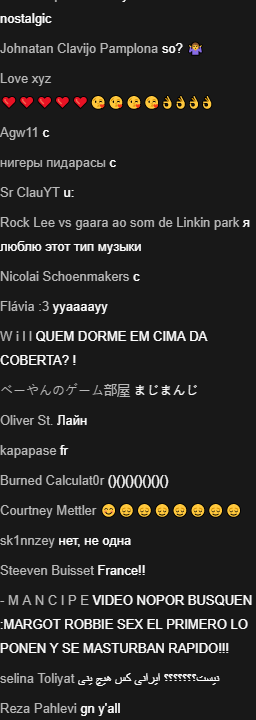 nostalgic
Johnatan Clavijo Pamplona so? 🤷‍♀️
Love xyz
❤️❤️❤️❤️❤️😘😘😘😘👌👌👌👌
Agw11 c
нигеры пидарасы c
Sr ClauYT u:
Rock Lee vs gaara ao som de Linkin park я
люблю этот тип музыки
Nicolai Schoenmakers c
Flávia :3 yyaaaayy
W i l l QUEM DORME EM CIMA DA
COBERTA? !
べーやんのゲーム部屋 まじまんじ
Oliver St. Лайн
kapapase fr
Burned Calculat0r ()()()()()()()
Courtney Mettler 😊😔😔😔😔😔😔😔
sk1nnzey нет, не одна
Steeven Buisset France!!
- M A N C I P E VIDEO NOPOR BUSQUEN
:MARGOT ROBBIE SEX EL PRIMERO LO
PONEN Y SE MASTURBAN RAPIDO!!!
selina Toliyat نیست؟؟؟؟؟؟؟ ایرانی کس هیچ ینی
Reza Pahlevi gn y'all